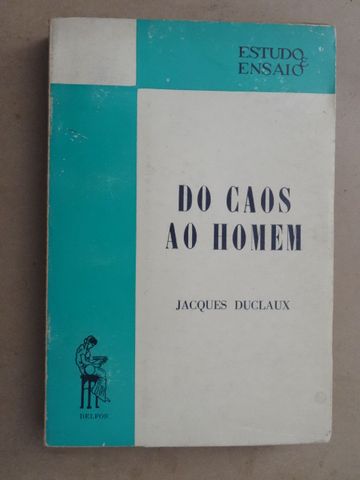 ESTUDO E
ENSAIO
DO CAOS
AO HOMEM
JACQUES DUCLAUX
DELFOS